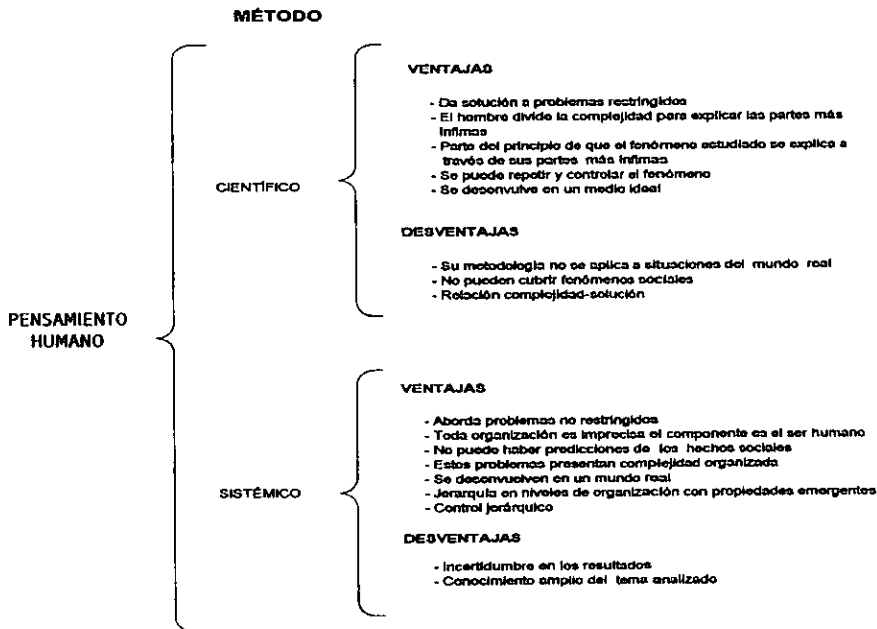 MÉTODO
VENTAJAS
- Da solución a problemas restringidos
- El hombre divide la complejidad para explicar las partes más
ínfimas
- Parte del principio de que el fenómeno estudiado se explica a
través de sus partes más ínfimas
- Se puede repetir y controlar el fenómeno
- Se desenvulve en un medio ideal
CIENTÍFICO
DESVENTAJAS
- Su metodología no se aplica a situaciones del mundo real
- No pueden cubrir fenómenos sociales
- Relación complejidad-solución
PENSAMIENTO
HUMANO
VENTAJAS
- Aborda problemas no restringidos
- Toda organización es imprecisa el componente es el ser humano
- No puede haber predicciones de los hechos sociales
- Estos problemas presentan complejidad organizada
- Se desenvuelven en un mundo real
- Jerarquía en niveles de organización con propiedades emergentes
- Control jerárquico
SISTÉMICO
DESVENTAJAS
- Incertidumbre en los resultados
- Conocimiento amplio del tema analizado